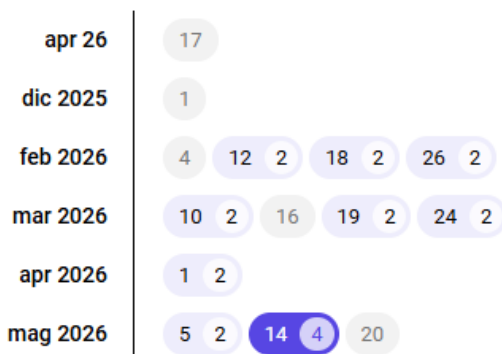 apr 26 17
dic 2025 1
feb 2026 4 12 2 18 2 26 2
mar 2026 10 2 16 19 2 24 2
apr 2026 1 2
mag 2026 5 2 14 4 20